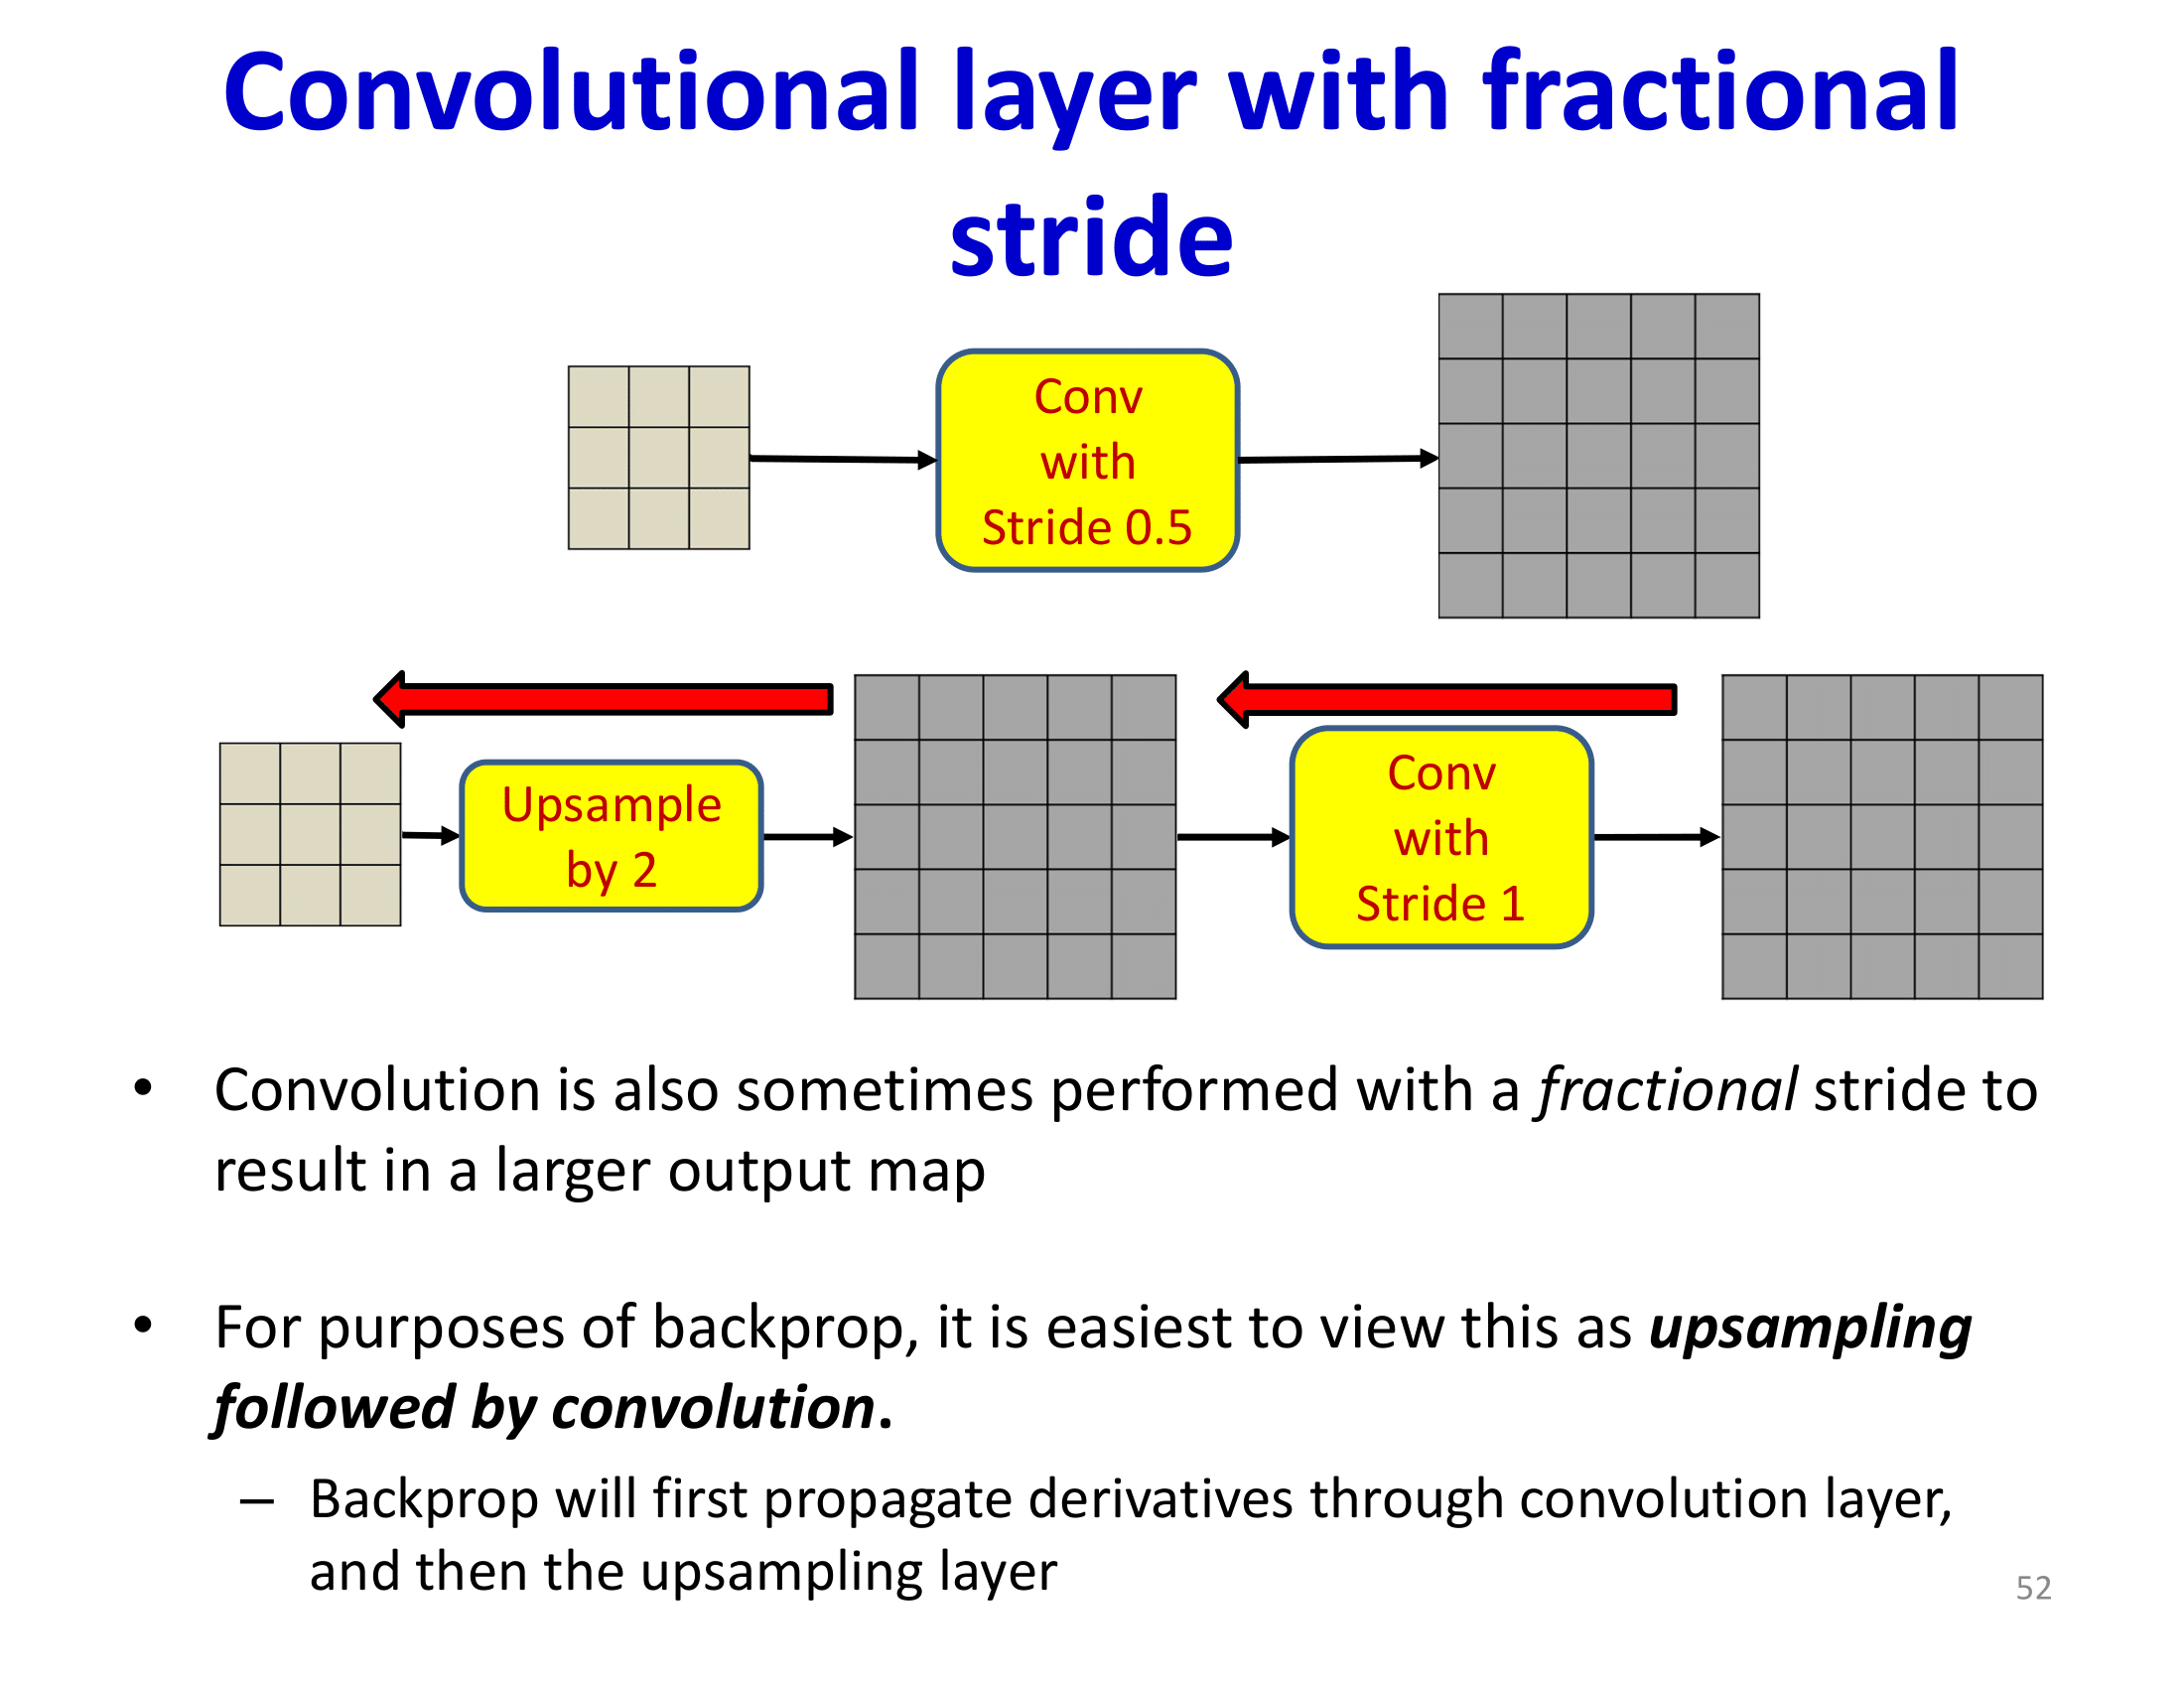 Convolutional layer with fractional
stride
Conv
with
Stride 0.5
Upsample
by 2
Conv
with
Stride 1
• Convolution is also sometimes performed with a fractional stride to
result in a larger output map
• For purposes of backprop, it is easiest to view this as upsampling
followed by convolution.
– Backprop will first propagate derivatives through convolution layer,
and then the upsampling layer
52